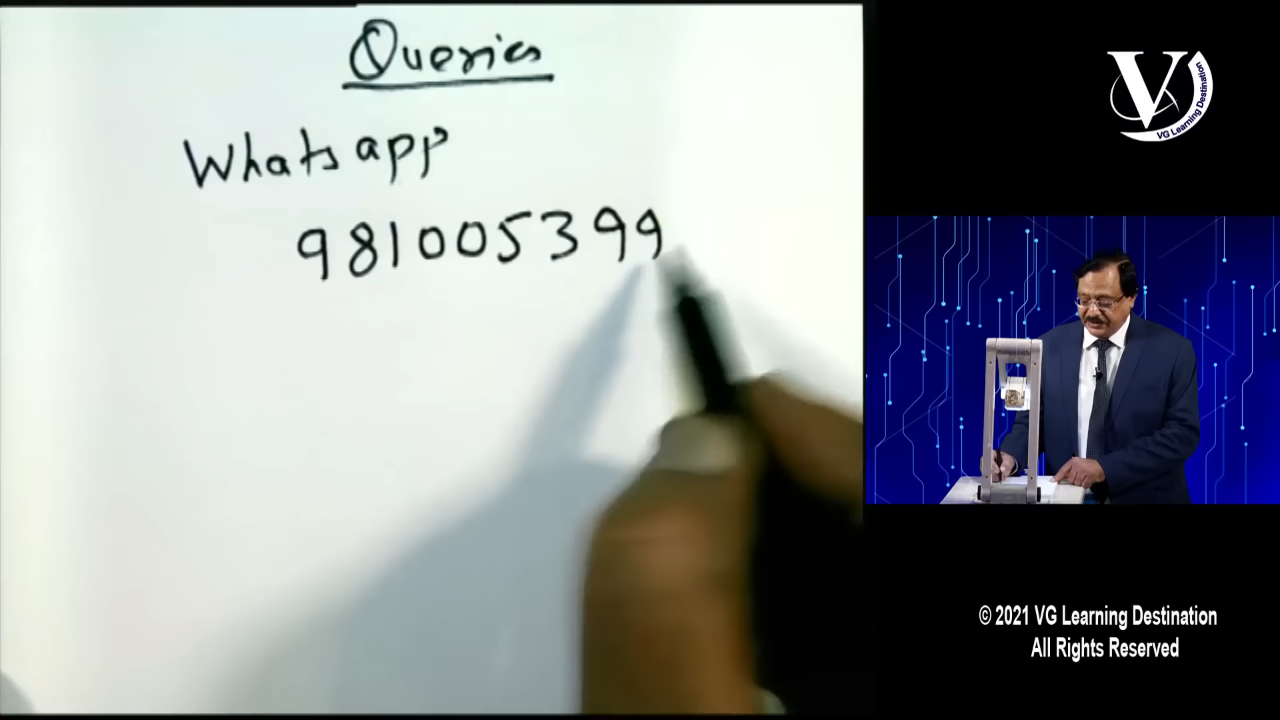 Queries
Whatsapp
981005399
V
VG Learning Destination
© 2021 VG Learning Destination
All Rights Reserved